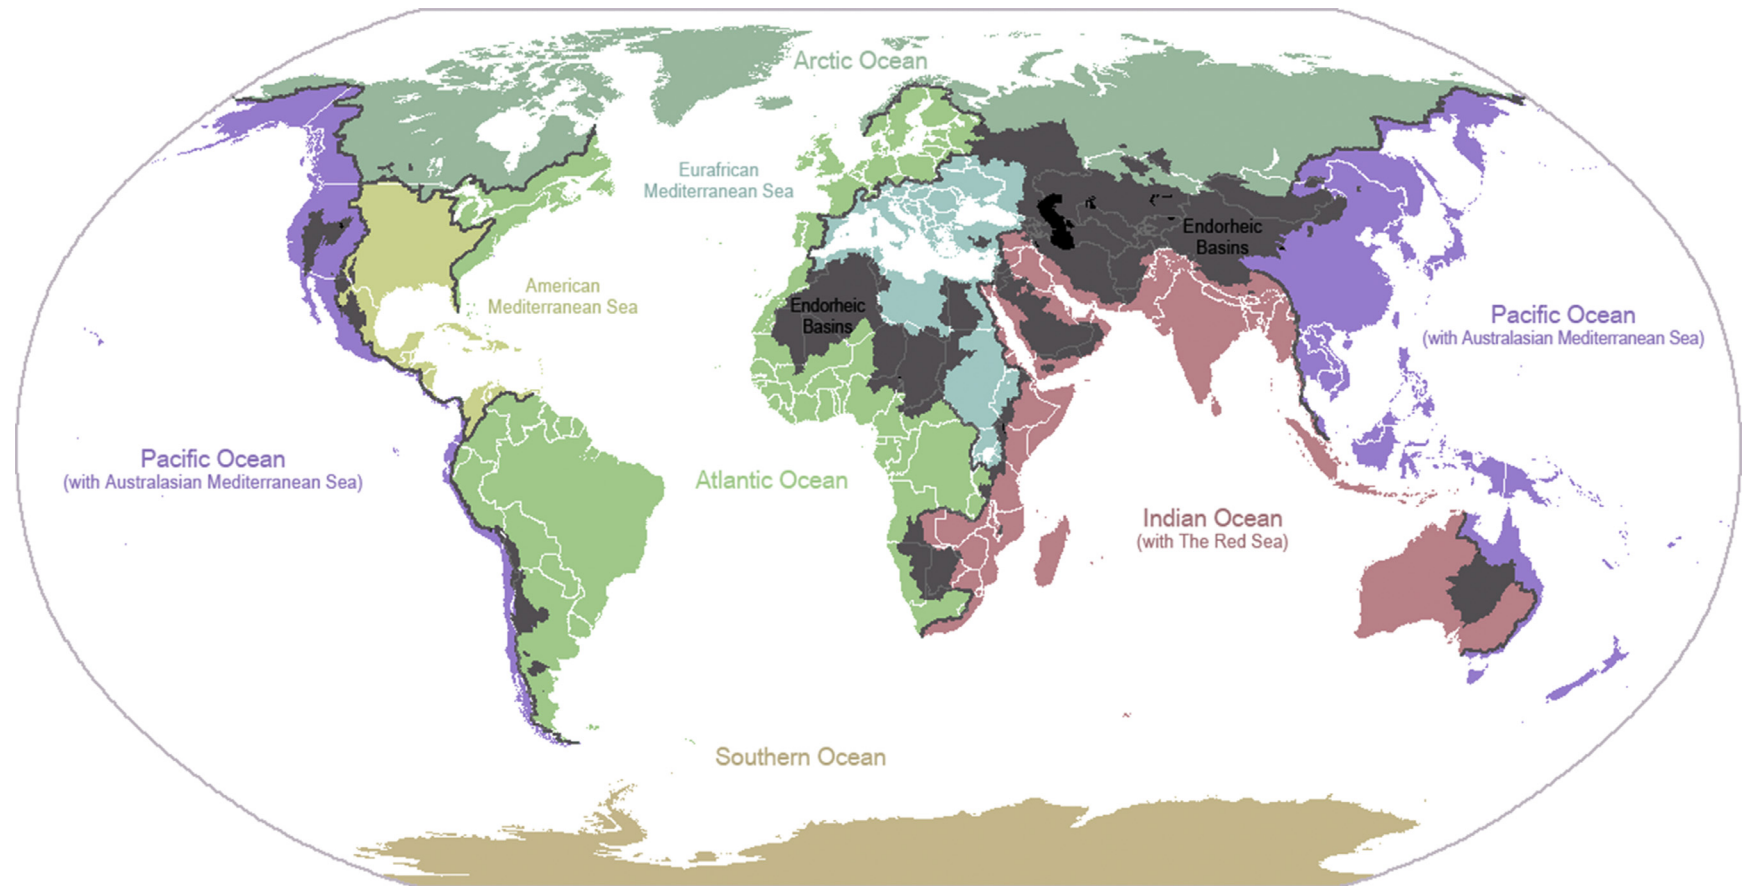 Arctic Ocean
Eurafrican
Mediterranean Sea
Endorheic
Basins
American
Mediterranean Sea
Endorheic
Basins
Pacific Ocean
(with Australasian Mediterranean Sea)
Pacific Ocean
(with Australasian Mediterranean Sea)
Atlantic Ocean
Indian Ocean
(with The Red Sea)
Southern Ocean